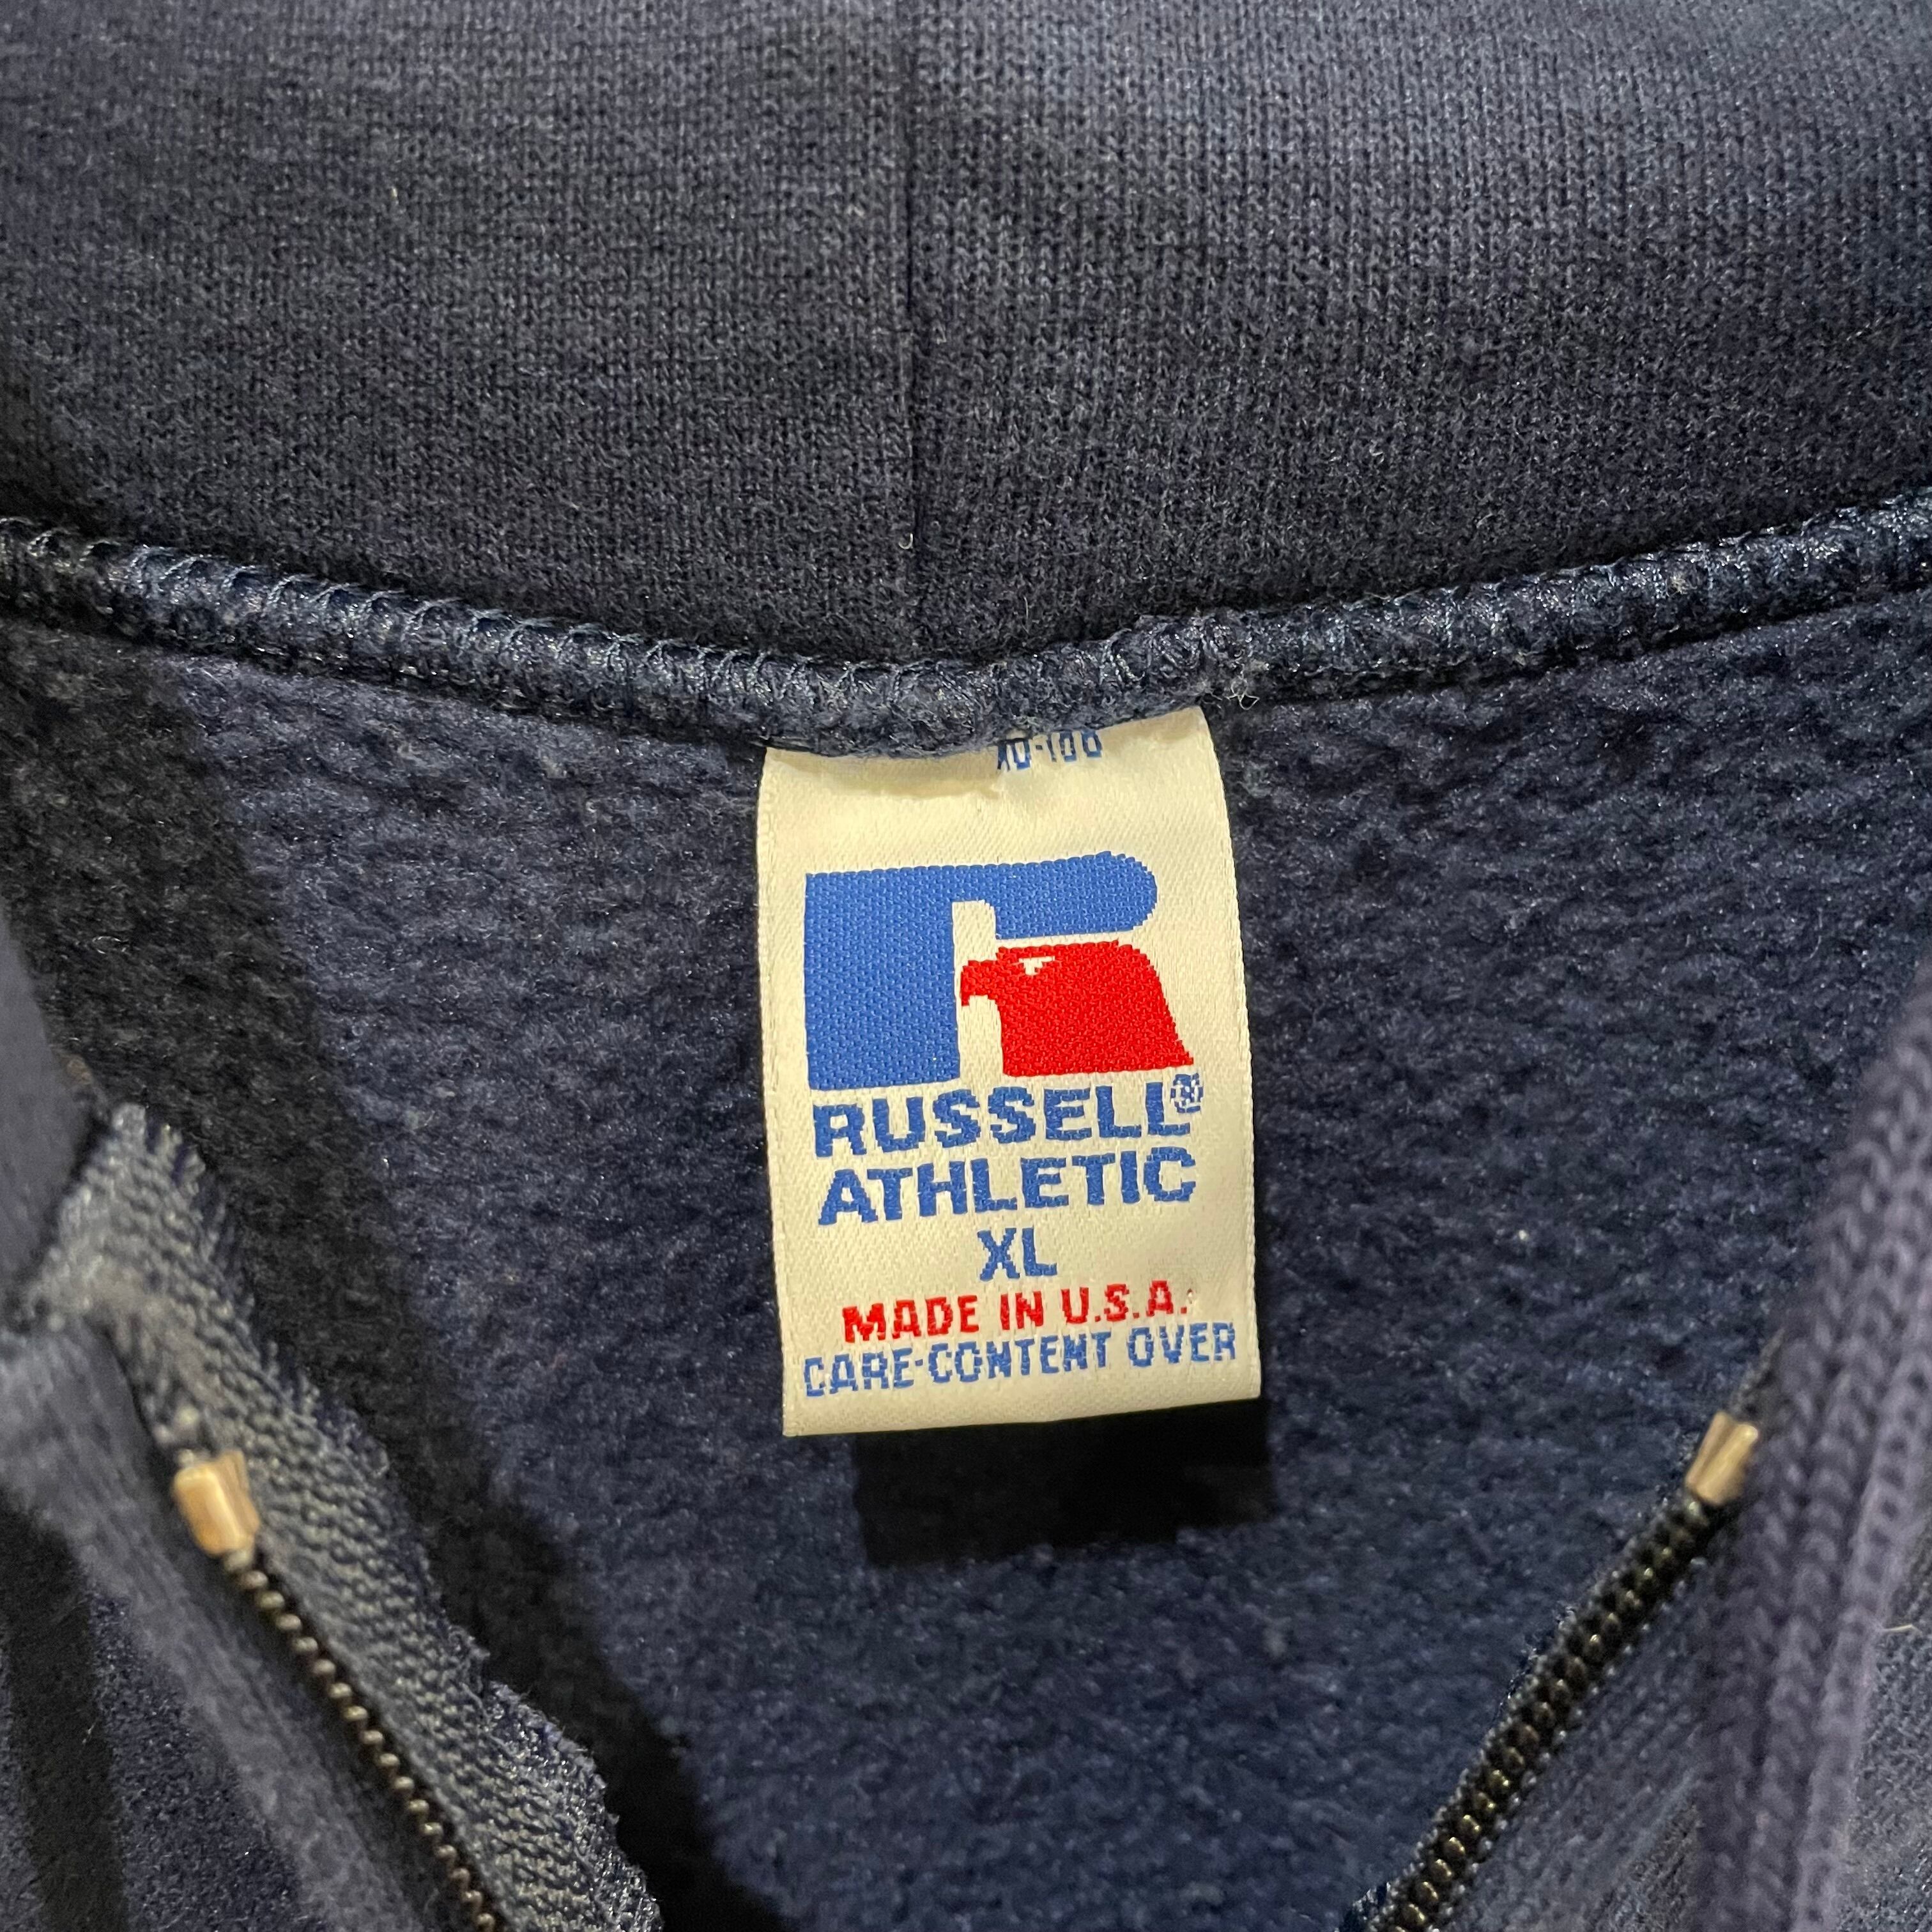 RUSSELL®
ATHLETIC
XL
MADE IN U.S.A.
CARE-CONTENT OVER